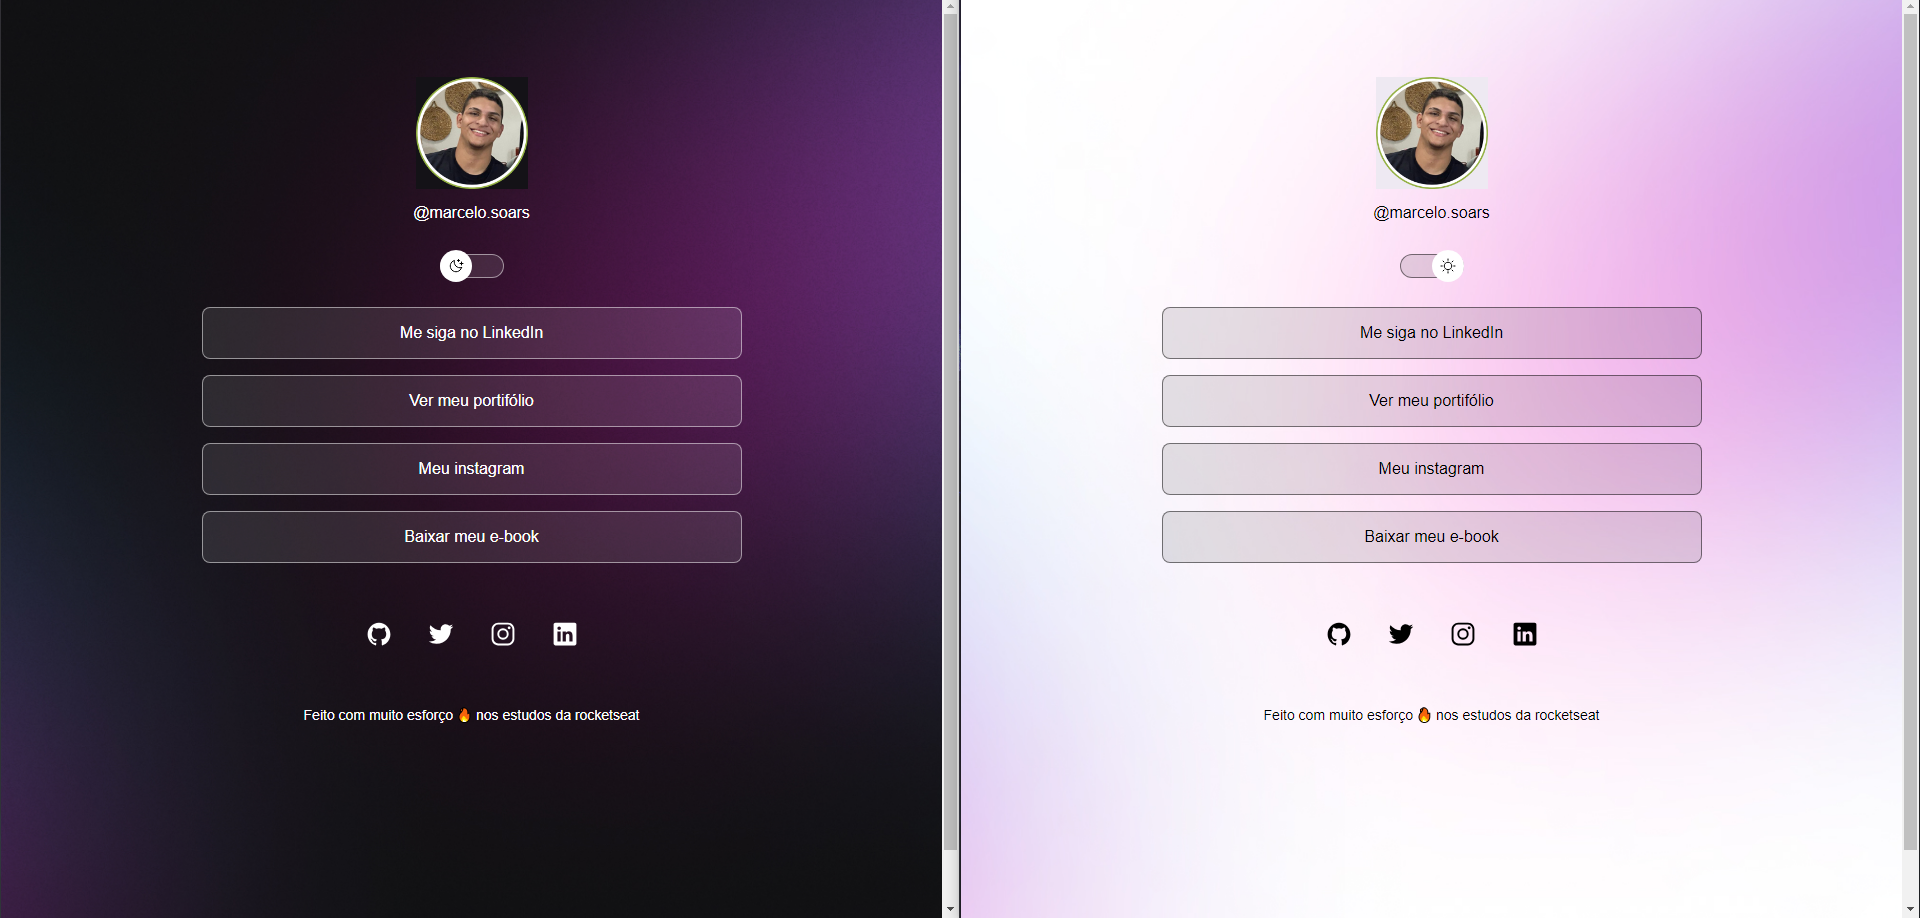 @marcelo.soars
Me siga no LinkedIn
Ver meu portifólio
Meu instagram
Baixar meu e-book
in
Feito com muito esforço 🔥 nos estudos da rocketseat
@marcelo.soars
Me siga no LinkedIn
Ver meu portifólio
Meu instagram
Baixar meu e-book
in
Feito com muito esforço 🔥 nos estudos da rocketseat